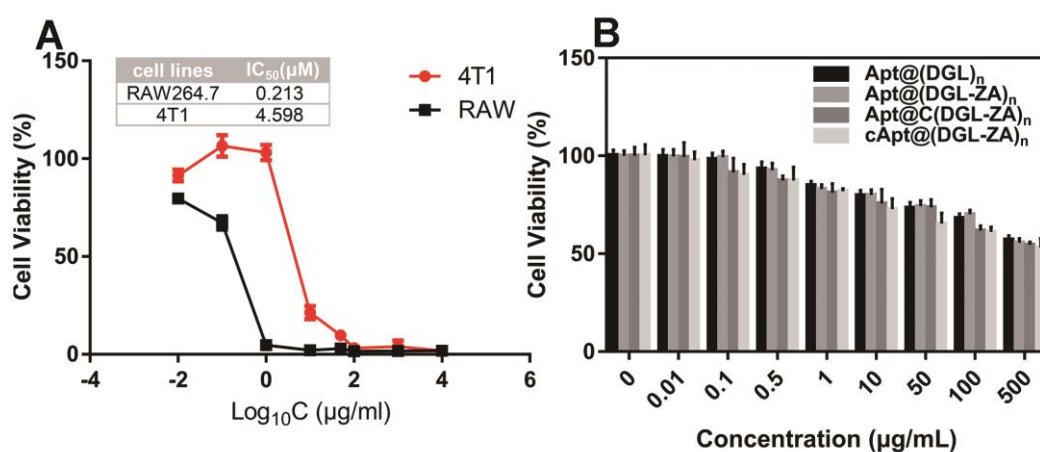 A
cell lines IC₅₀(µM)
RAW264.7 0.213
4T1 4.598
4T1
RAW
150
100
50
0
Cell Viability (%)
-4 -2 0 2 4 6
Log₁₀C (µg/ml)
B
Apt@(DGL)ₙ
Apt@(DGL-ZA)ₙ
Apt@C(DGL-ZA)ₙ
cApt@(DGL-ZA)ₙ
150
100
50
0
Cell Viability (%)
0 0.01 0.1 0.5 1 10 50 100 500
Concentration (µg/mL)